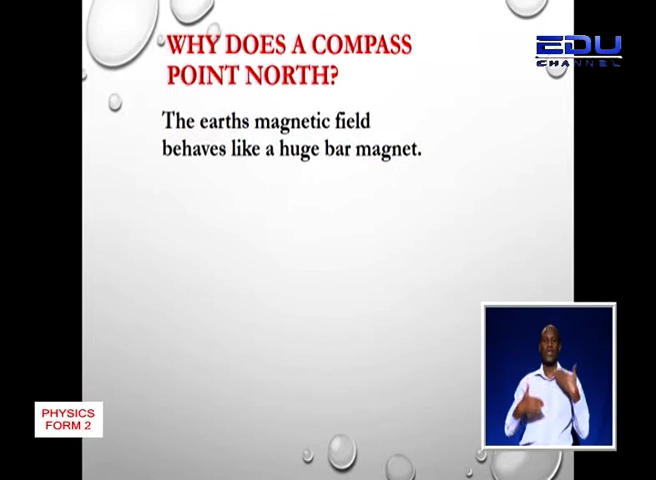 WHY DOES A COMPASS
POINT NORTH?
EDU
CHANNEL
The earths magnetic field
behaves like a huge bar magnet.
PHYSICS
FORM 2